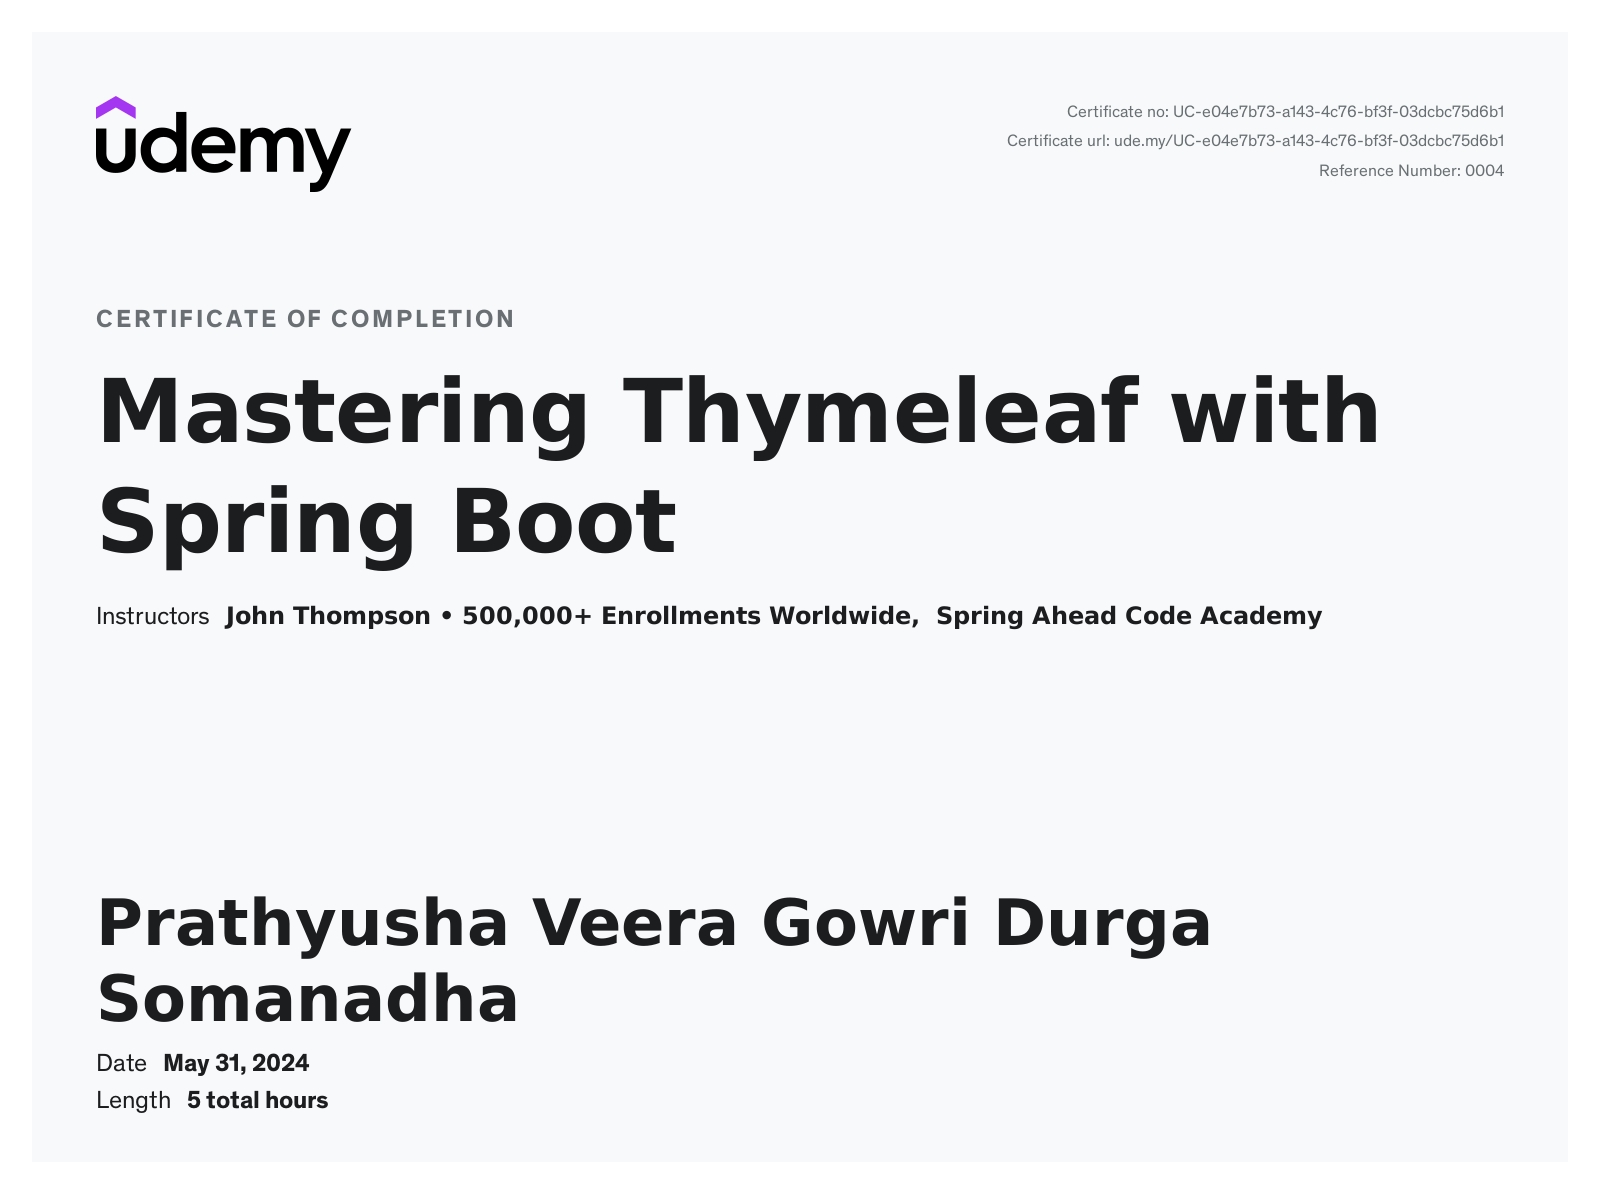 udemy
Certificate no: UC-e04e7b73-a143-4c76-bf3f-03dcbc75d6b1
Certificate url: ude.my/UC-e04e7b73-a143-4c76-bf3f-03dcbc75d6b1
Reference Number: 0004
CERTIFICATE OF COMPLETION
Mastering Thymeleaf with
Spring Boot
Instructors John Thompson • 500,000+ Enrollments Worldwide, Spring Ahead Code Academy
Prathyusha Veera Gowri Durga
Somanadha
Date May 31, 2024
Length 5 total hours